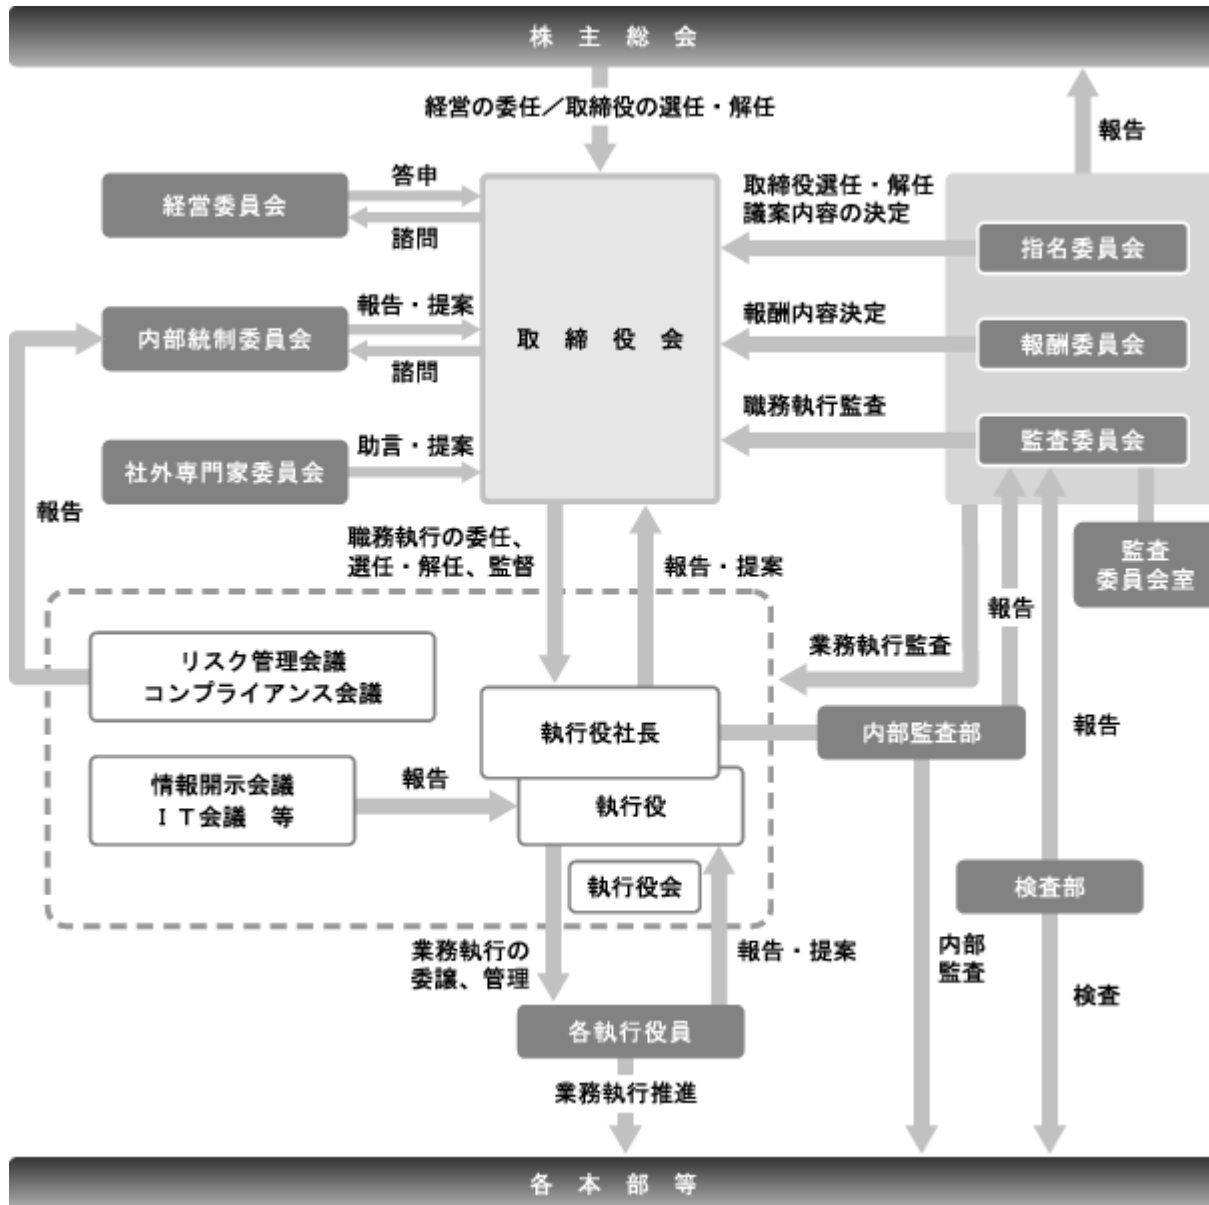 株主総会
経営の委任／取締役の選任・解任
報告
答申
経営委員会
諮問
取締役選任・解任
議案内容の決定
指名委員会
報告・提案
内部統制委員会
諮問
取締役会
報酬内容決定
報酬委員会
職務執行監査
監査委員会
助言・提案
社外専門家委員会
報告
職務執行の委任、
選任・解任、監督
報告・提案
監査
委員会室
報告
業務執行監査
リスク管理会議
コンプライアンス会議
執行役社長
内部監査部
報告
情報開示会議
ＩＴ会議　等
報告
執行役
執行役会
検査部
業務執行の
委譲、管理
報告・提案
内部
監査
検査
各執行役員
業務執行推進
各本部等